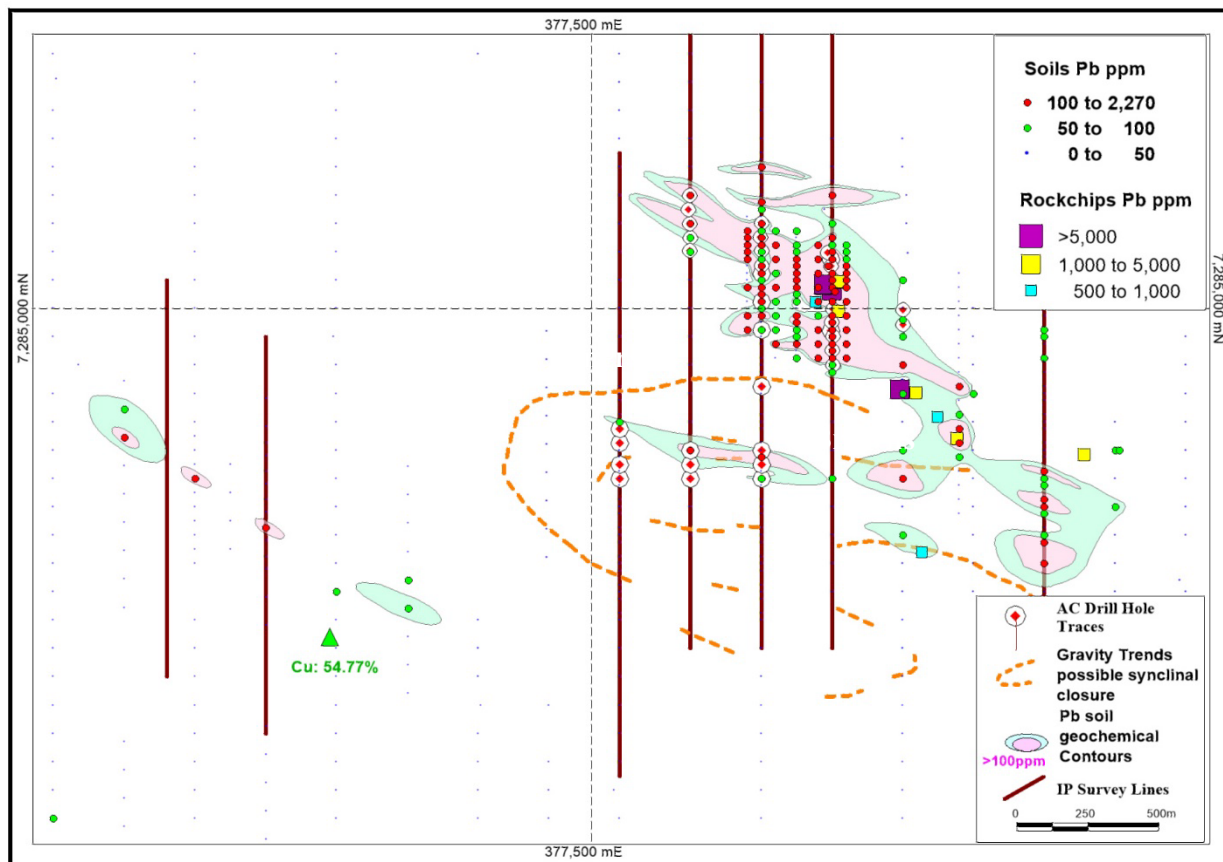 377,500 mE
7,285,000 mN
7,285,000 mN
Soils Pb ppm
100 to 2,270
50 to 100
0 to 50
Rockchips Pb ppm
>5,000
1,000 to 5,000
500 to 1,000
Cu: 54.77%
AC Drill Hole
Traces
Gravity Trends
possible synclinal
closure
Pb soil
geochemical
Contours
>100ppm
IP Survey Lines
0 250 500m
377,500 mE